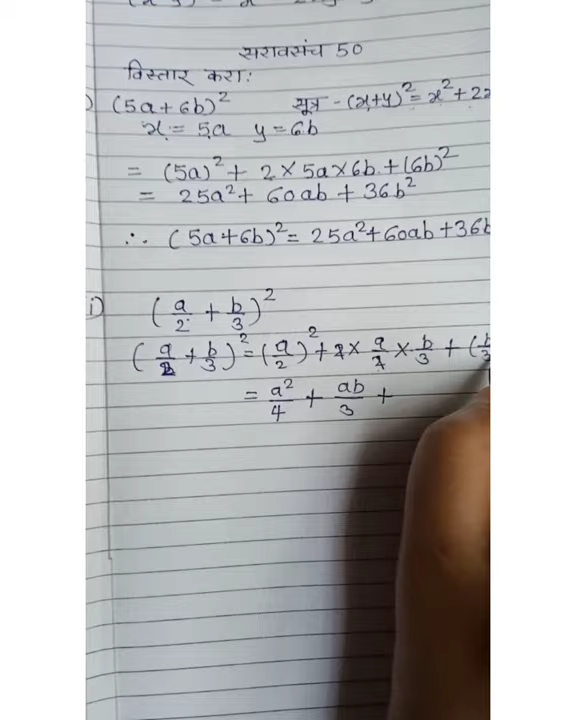 सरावसंच 50
विस्तार करा:
) (5a+6b)² सूत्र - (x+y)² = x² + 2x
x = 5a y = 6b
= (5a)² + 2 × 5a × 6b + (6b)²
= 25a² + 60ab + 36b²
∴ (5a+6b)² = 25a² + 60ab + 36b
i) (a/2 + b/3)²
(a/2 + b/3)² = (a/2)² + 2 × a/2 × b/3 + (b/3
= a²/4 + ab/3 +